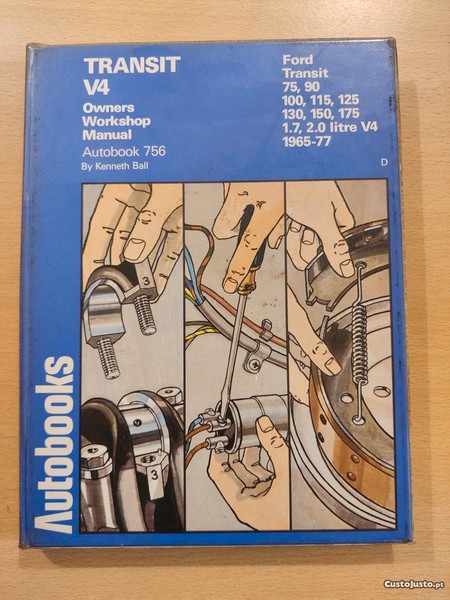 TRANSIT
V4
Owners
Workshop
Manual
Autobook 756
By Kenneth Ball
Ford
Transit
75, 90
100, 115, 125
130, 150, 175
1.7, 2.0 litre V4
1965-77
D
3
3
Autobooks
CustoJusto.pt